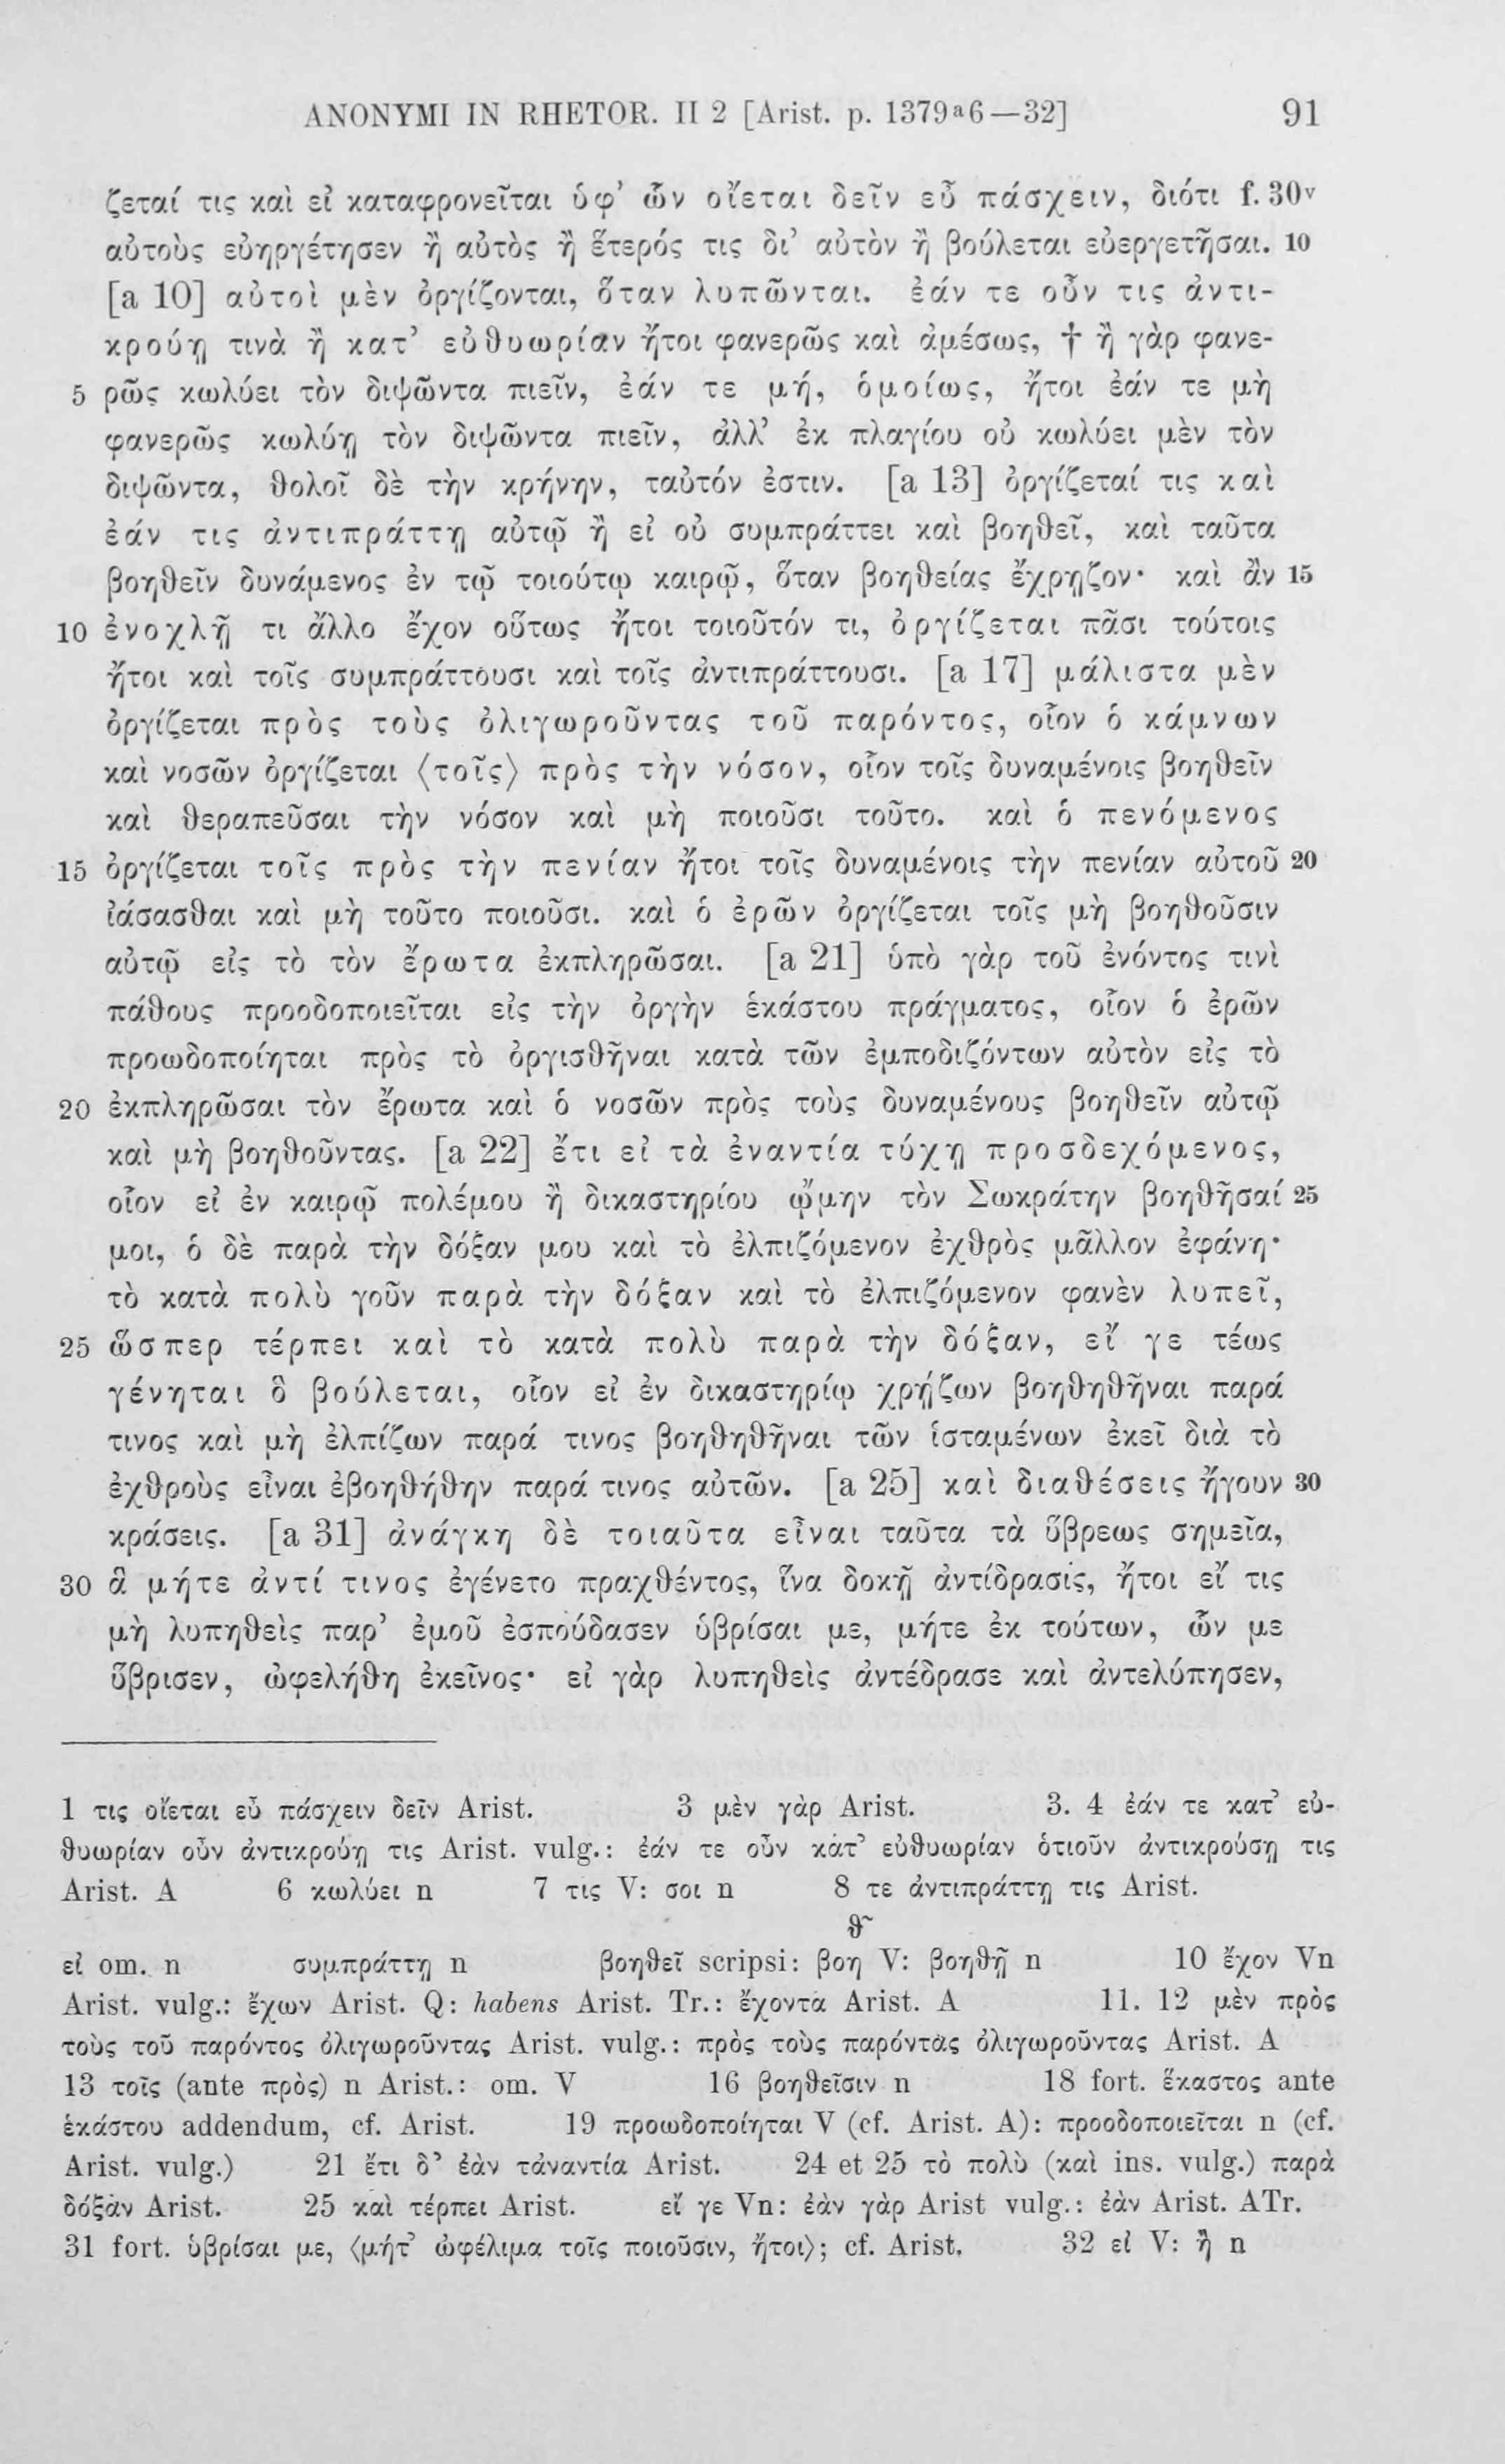 ANONYMI IN RHETOR. II 2 [Arist. p. 1379ᵃ6—32] 91
ζεταί τις καὶ εἰ καταφρονεῖται ὑφ’ ὧν οἴεται δεῖν εὖ πάσχειν, διότι f. 30ᵛ
αὐτοὺς εὐηργέτησεν ἢ αὐτὸς ἢ ἕτερός τις δι’ αὐτὸν ἢ βούλεται εὐεργετῆσαι. 10
[a 10] αὐτοὶ μὲν ὀργίζονται, ὅταν λυπῶνται. ἐάν τε οὖν τις ἀντι-
κρούῃ τινὰ ἢ κατ’ εὐθυωρίαν ἤτοι φανερῶς καὶ ἀμέσως, † ἢ γὰρ φανε-
5 ρῶς κωλύει τὸν διψῶντα πιεῖν, ἐάν τε μή, ὁμοίως, ἤτοι ἐάν τε μὴ
φανερῶς κωλύῃ τὸν διψῶντα πιεῖν, ἀλλ’ ἐκ πλαγίου οὐ κωλύει μὲν τὸν
διψῶντα, θολοῖ δὲ τὴν κρήνην, ταὐτόν ἐστιν. [a 13] ὀργίζεταί τις καὶ
ἐάν τις ἀντιπράττῃ αὐτῷ ἢ εἰ οὐ συμπράττει καὶ βοηθεῖ, καὶ ταῦτα
βοηθεῖν δυνάμενος ἐν τῷ τοιούτῳ καιρῷ, ὅταν βοηθείας ἔχρῃζον· καὶ ἂν 15
10 ἐνοχλῇ τι ἄλλο ἔχον οὕτως ἤτοι τοιοῦτόν τι, ὀργίζεται πᾶσι τούτοις
ἤτοι καὶ τοῖς συμπράττουσι καὶ τοῖς ἀντιπράττουσι. [a 17] μάλιστα μὲν
ὀργίζεται πρὸς τοὺς ὀλιγωροῦντας τοῦ παρόντος, οἷον ὁ κάμνων
καὶ νοσῶν ὀργίζεται ⟨τοῖς⟩ πρὸς τὴν νόσον, οἷον τοῖς δυναμένοις βοηθεῖν
καὶ θεραπεῦσαι τὴν νόσον καὶ μὴ ποιοῦσι τοῦτο. καὶ ὁ πενόμενος
15 ὀργίζεται τοῖς πρὸς τὴν πενίαν ἤτοι τοῖς δυναμένοις τὴν πενίαν αὐτοῦ 20
ἰάσασθαι καὶ μὴ τοῦτο ποιοῦσι. καὶ ὁ ἐρῶν ὀργίζεται τοῖς μὴ βοηθοῦσιν
αὐτῷ εἰς τὸ τὸν ἔρωτα ἐκπληρῶσαι. [a 21] ὑπὸ γὰρ τοῦ ἐνόντος τινὶ
πάθους προοδοποιεῖται εἰς τὴν ὀργὴν ἑκάστου πράγματος, οἷον ὁ ἐρῶν
προωδοποίηται πρὸς τὸ ὀργισθῆναι κατὰ τῶν ἐμποδιζόντων αὐτὸν εἰς τὸ
20 ἐκπληρῶσαι τὸν ἔρωτα καὶ ὁ νοσῶν πρὸς τοὺς δυναμένους βοηθεῖν αὐτῷ
καὶ μὴ βοηθοῦντας. [a 22] ἔτι εἰ τὰ ἐναντία τύχῃ προσδεχόμενος,
οἷον εἰ ἐν καιρῷ πολέμου ἢ δικαστηρίου ᾤμην τὸν Σωκράτην βοηθῆσαί 25
μοι, ὁ δὲ παρὰ τὴν δόξαν μου καὶ τὸ ἐλπιζόμενον ἐχθρὸς μᾶλλον ἐφάνη·
τὸ κατὰ πολὺ γοῦν παρὰ τὴν δόξαν καὶ τὸ ἐλπιζόμενον φανὲν λυπεῖ,
25 ὥσπερ τέρπει καὶ τὸ κατὰ πολὺ παρὰ τὴν δόξαν, εἴ γε τέως
γένηται ὃ βούλεται, οἷον εἰ ἐν δικαστηρίῳ χρῄζων βοηθηθῆναι παρά
τινος καὶ μὴ ἐλπίζων παρά τινος βοηθηθῆναι τῶν ἱσταμένων ἐκεῖ διὰ τὸ
ἐχθροὺς εἶναι ἐβοηθήθην παρά τινος αὐτῶν. [a 25] καὶ διαθέσεις ἤγουν 30
κράσεις. [a 31] ἀνάγκη δὲ τοιαῦτα εἶναι ταῦτα τὰ ὕβρεως σημεῖα,
30 ἃ μήτε ἀντί τινος ἐγένετο πραχθέντος, ἵνα δοκῇ ἀντίδρασις, ἤτοι εἴ τις
μὴ λυπηθεὶς παρ’ ἐμοῦ ἐσπούδασεν ὑβρίσαι με, μήτε ἐκ τούτων, ὧν με
ὕβρισεν, ὠφελήθη ἐκεῖνος· εἰ γὰρ λυπηθεὶς ἀντέδρασε καὶ ἀντελύπησεν,
1 τις οἴεται εὖ πάσχειν δεῖν Arist. 3 μὲν γὰρ Arist. 3. 4 ἐάν τε κατ’ εὐ-
θυωρίαν οὖν ἀντικρούῃ τις Arist. vulg.: ἐάν τε οὖν κατ’ εὐθυωρίαν ὁτιοῦν ἀντικρούσῃ τις
Arist. A 6 κωλύει n 7 τις V: σοι n 8 τε ἀντιπράττῃ τις Arist.
θ῀
εἰ om. n συμπράττῃ n βοηθεῖ scripsi: βοη V: βοηθῇ n 10 ἔχον Vn
Arist. vulg.: ἔχων Arist. Q: habens Arist. Tr.: ἔχοντα Arist. A 11. 12 μὲν πρὸς
τοὺς τοῦ παρόντος ὀλιγωροῦντας Arist. vulg.: πρὸς τοὺς παρόντας ὀλιγωροῦντας Arist. A
13 τοῖς (ante πρὸς) n Arist.: om. V 16 βοηθεῖσιν n 18 fort. ἕκαστος ante
ἑκάστου addendum, cf. Arist. 19 προωδοποίηται V (cf. Arist. A): προοδοποιεῖται n (cf.
Arist. vulg.) 21 ἔτι δ’ ἐὰν τἀναντία Arist. 24 et 25 τὸ πολὺ (καὶ ins. vulg.) παρὰ
δόξαν Arist. 25 καὶ τέρπει Arist. εἴ γε Vn: ἐὰν γὰρ Arist vulg.: ἐὰν Arist. ATr.
31 fort. ὑβρίσαι με, ⟨μήτ’ ὠφέλιμα τοῖς ποιοῦσιν, ἤτοι⟩; cf. Arist. 32 εἰ V: ἢ n